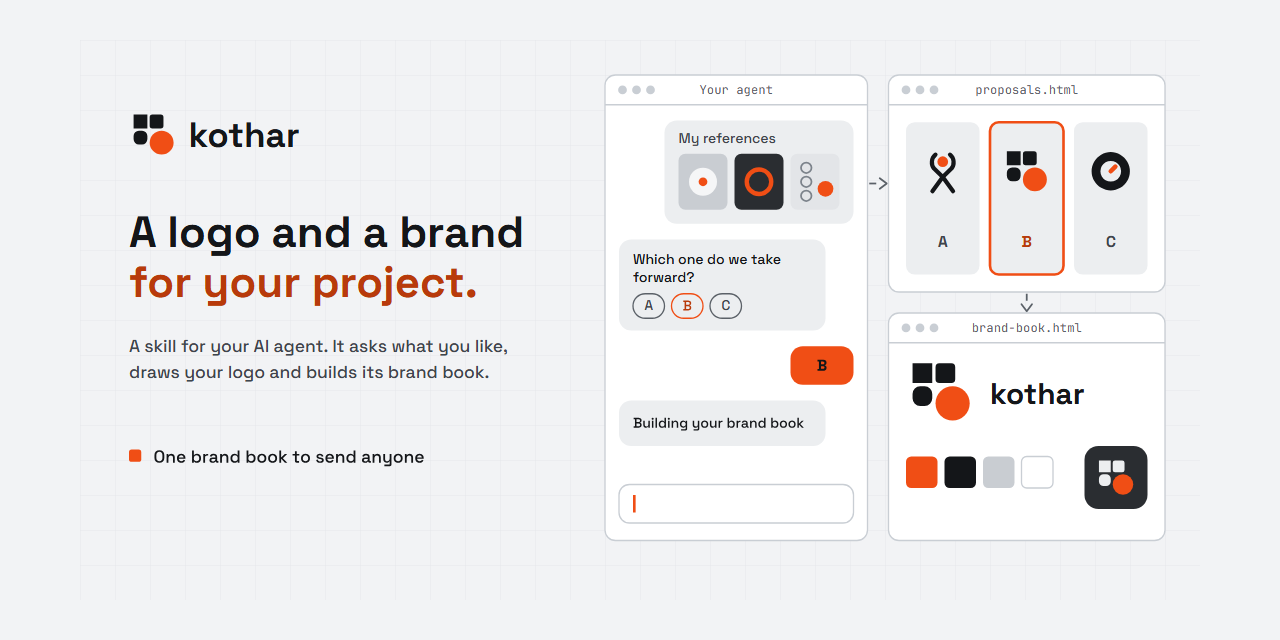 kothar
A logo and a brand
for your project.
A skill for your AI agent. It asks what you like,
draws your logo and builds its brand book.
One brand book to send anyone
Your agent
My references
Which one do we take
forward?
A B C
B
Building your brand book
proposals.html
A B C
brand-book.html
kothar